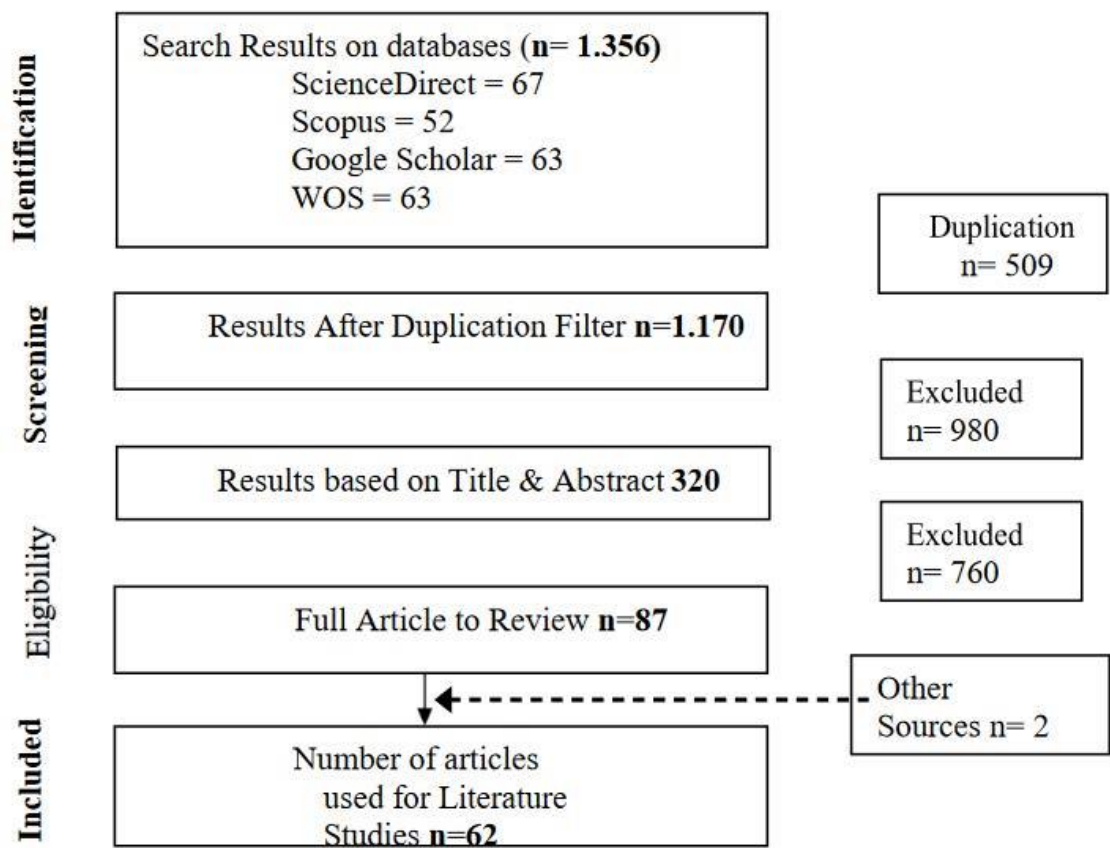 Identification
Search Results on databases (n= 1.356)
ScienceDirect = 67
Scopus = 52
Google Scholar = 63
WOS = 63
Duplication
n= 509
Screening
Results After Duplication Filter n=1.170
Excluded
n= 980
Results based on Title & Abstract 320
Eligibility
Excluded
n= 760
Full Article to Review n=87
Other
Sources n= 2
Included
Number of articles
used for Literature
Studies n=62